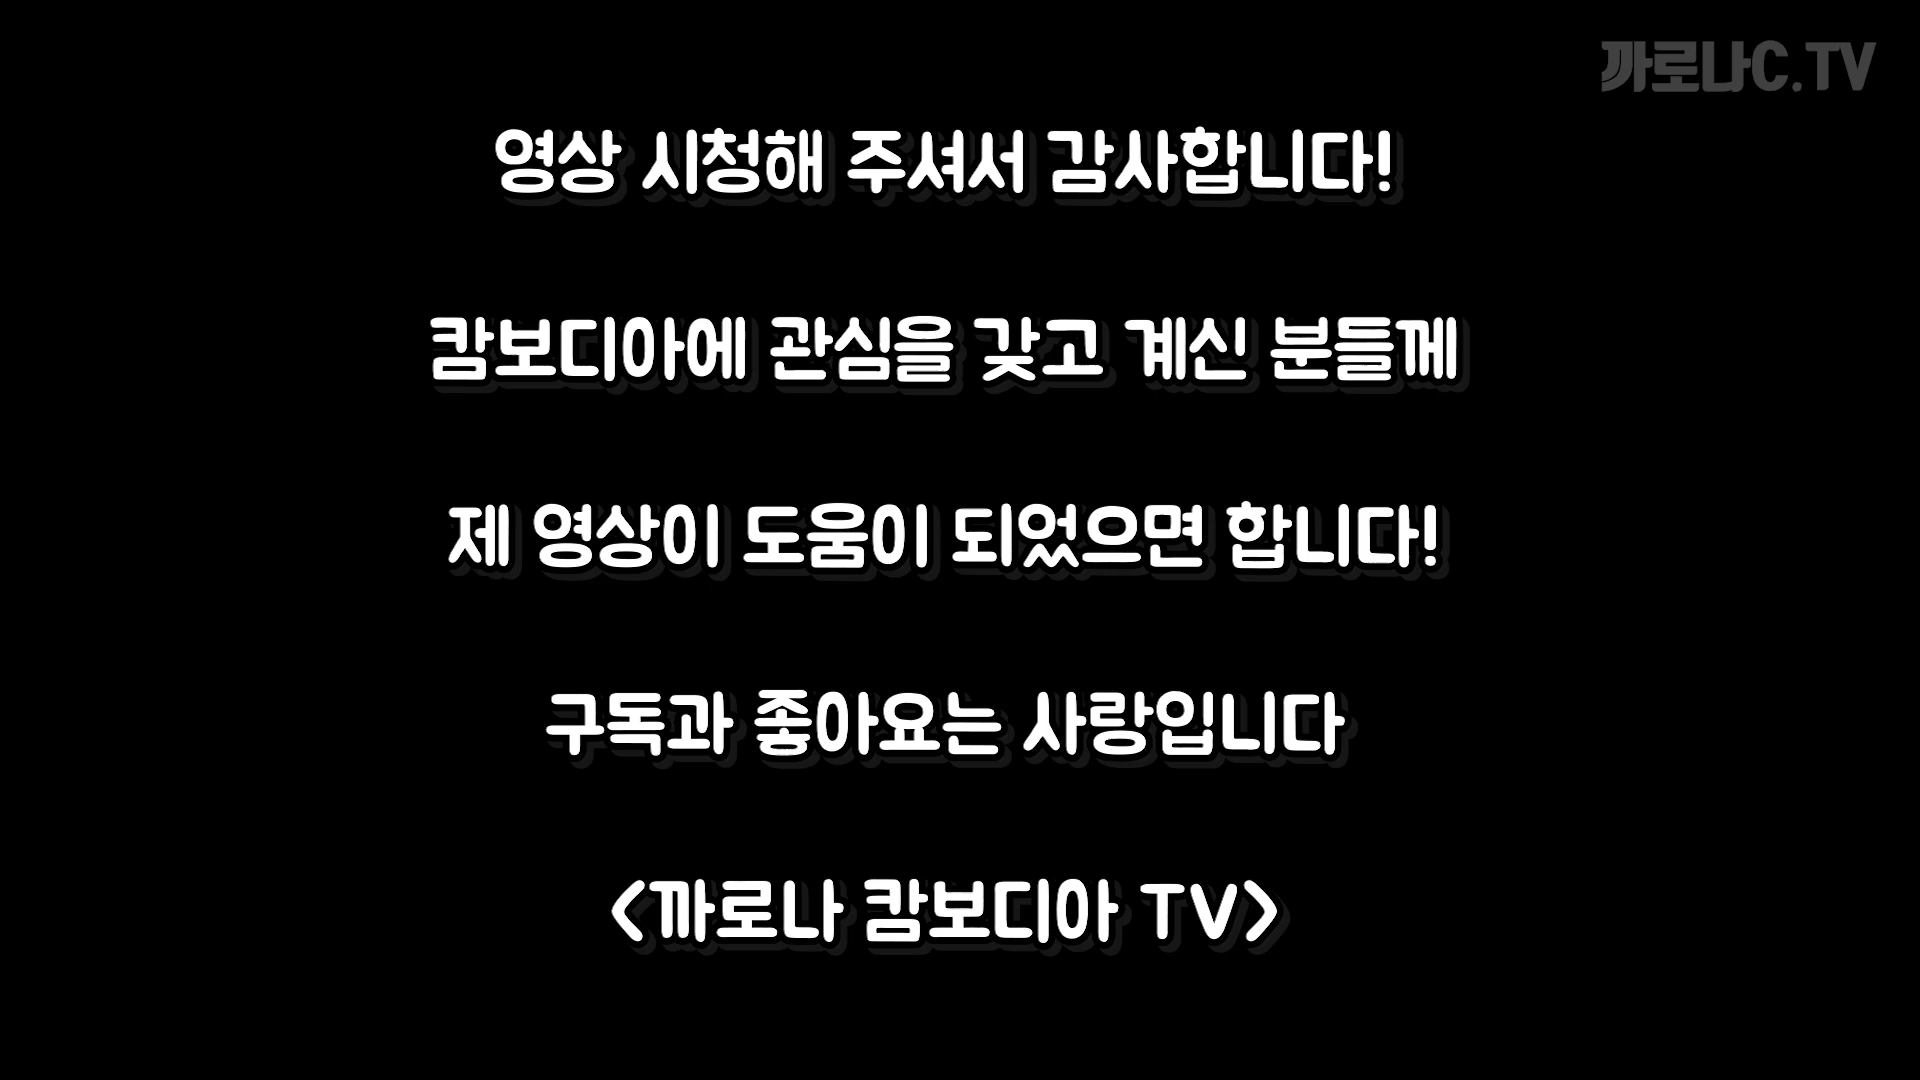 까로나C.TV
영상 시청해 주셔서 감사합니다!
캄보디아에 관심을 갖고 계신 분들께
제 영상이 도움이 되었으면 합니다!
구독과 좋아요는 사랑입니다
<까로나 캄보디아 TV>